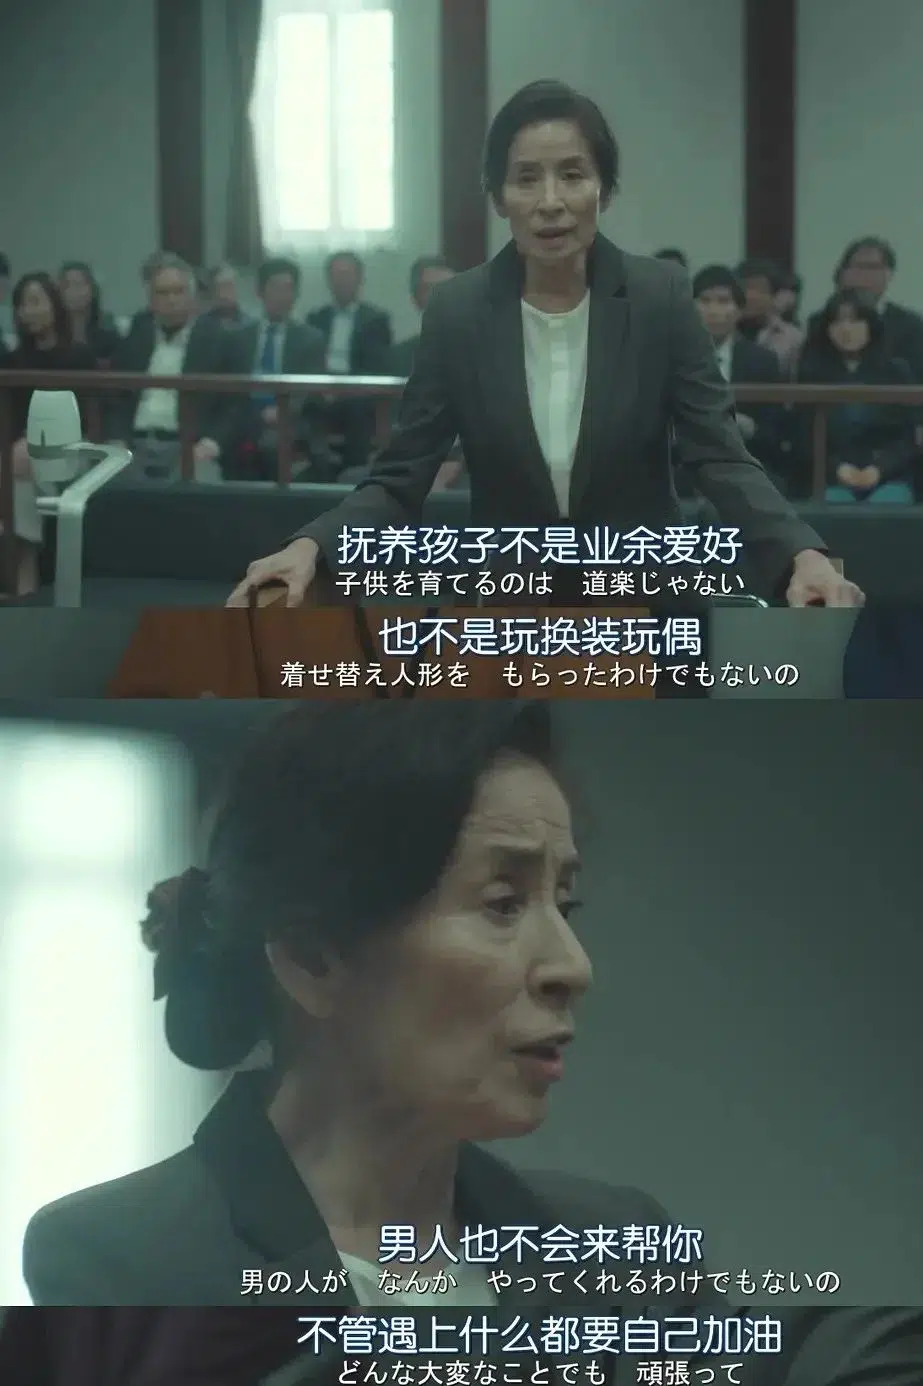 抚养孩子不是业余爱好
子供を育てるのは　道楽じゃない
也不是玩换装玩偶
着せ替え人形を　もらったわけでもないの
男人也不会来帮你
男の人が　なんか　やってくれるわけでもないの
不管遇上什么都要自己加油
どんな大変なことでも　頑張って